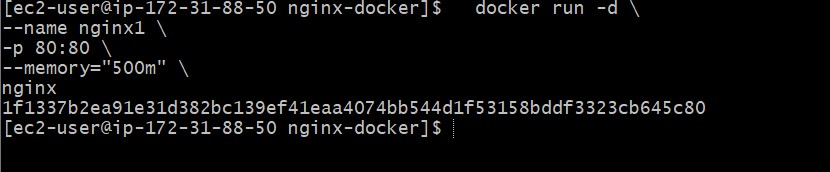 [ec2-user@ip-172-31-88-50 nginx-docker]$   docker run -d \
--name nginx1 \
-p 80:80 \
--memory="500m" \
nginx
1f1337b2ea91e31d382bc139ef41eaa4074bb544d1f53158bddf3323cb645c80
[ec2-user@ip-172-31-88-50 nginx-docker]$